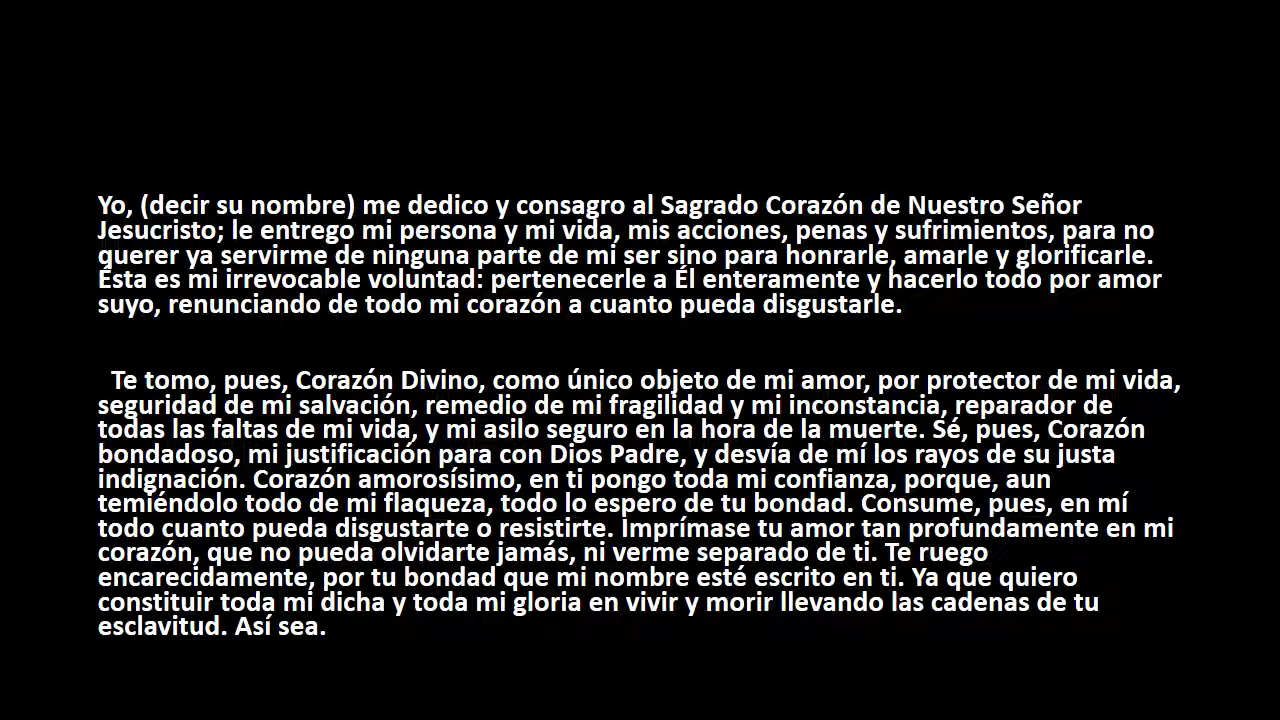 Yo, (decir su nombre) me dedico y consagro al Sagrado Corazón de Nuestro Señor
Jesucristo; le entrego mi persona y mi vida, mis acciones, penas y sufrimientos, para no
querer ya servirme de ninguna parte de mi ser sino para honrarle, amarle y glorificarle.
Ésta es mi irrevocable voluntad: pertenecerle a Él enteramente y hacerlo todo por amor
suyo, renunciando de todo mi corazón a cuanto pueda disgustarle.
Te tomo, pues, Corazón Divino, como único objeto de mi amor, por protector de mi vida,
seguridad de mi salvación, remedio de mi fragilidad y mi inconstancia, reparador de
todas las faltas de mi vida, y mi asilo seguro en la hora de la muerte. Sé, pues, Corazón
bondadoso, mi justificación para con Dios Padre, y desvía de mí los rayos de su justa
indignación. Corazón amorosísimo, en ti pongo toda mi confianza, porque, aun
temiéndolo todo de mi flaqueza, todo lo espero de tu bondad. Consume, pues, en mí
todo cuanto pueda disgustarte o resistirte. Imprímase tu amor tan profundamente en mi
corazón, que no pueda olvidarte jamás, ni verme separado de ti. Te ruego
encarecidamente, por tu bondad que mi nombre esté escrito en ti. Ya que quiero
constituir toda mi dicha y toda mi gloria en vivir y morir llevando las cadenas de tu
esclavitud. Así sea.